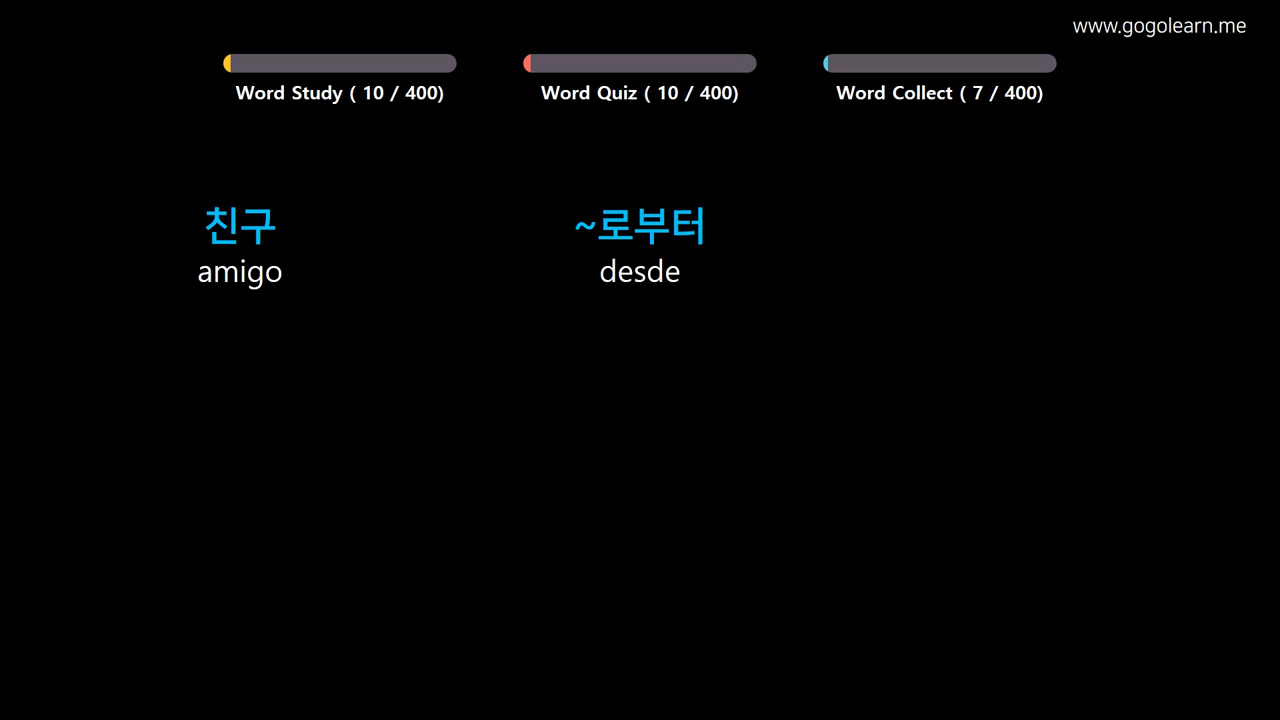 www.gogolearn.me
Word Study ( 10 / 400)
Word Quiz ( 10 / 400)
Word Collect ( 7 / 400)
친구
amigo
~로부터
desde